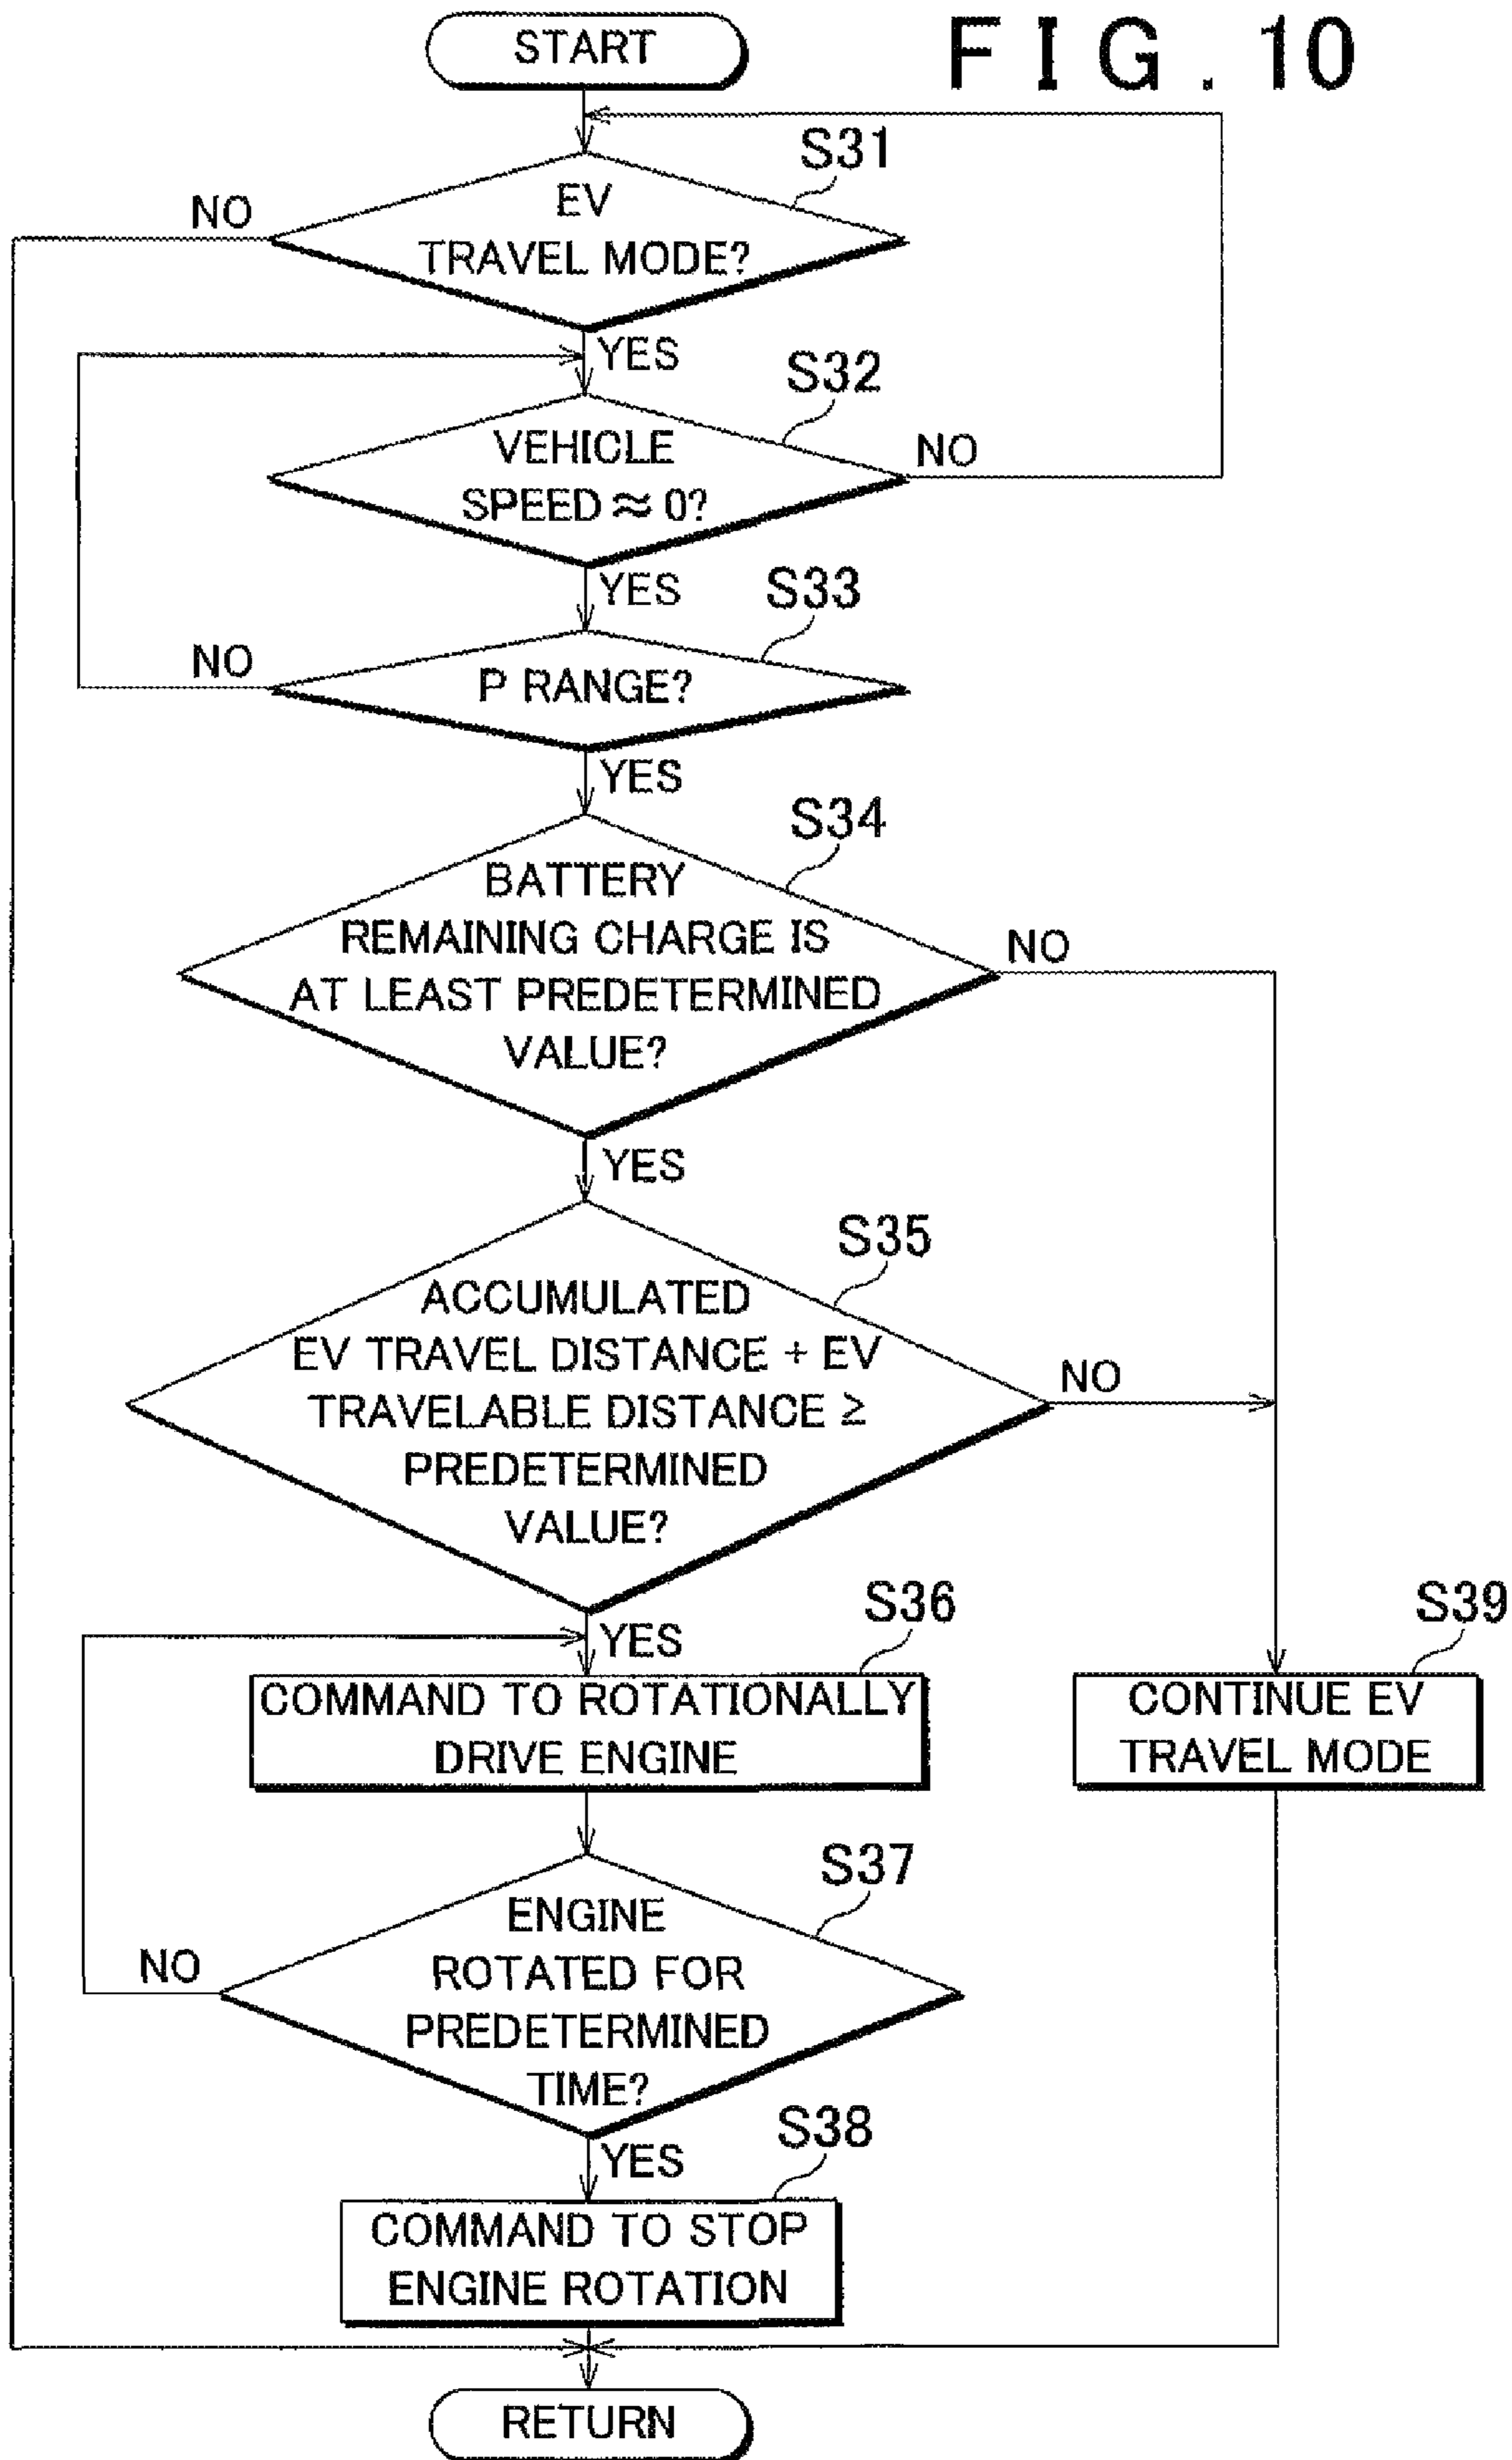 FIG. 10
START
S31
EV
TRAVEL MODE?
NO
YES
S32
VEHICLE
SPEED ≈ 0?
NO
YES
S33
P RANGE?
NO
YES
S34
BATTERY
REMAINING CHARGE IS
AT LEAST PREDETERMINED
VALUE?
NO
YES
S35
ACCUMULATED
EV TRAVEL DISTANCE + EV
TRAVELABLE DISTANCE ≥
PREDETERMINED
VALUE?
NO
YES
S36
COMMAND TO ROTATIONALLY
DRIVE ENGINE
S39
CONTINUE EV
TRAVEL MODE
S37
ENGINE
ROTATED FOR
PREDETERMINED
TIME?
NO
YES
S38
COMMAND TO STOP
ENGINE ROTATION
RETURN